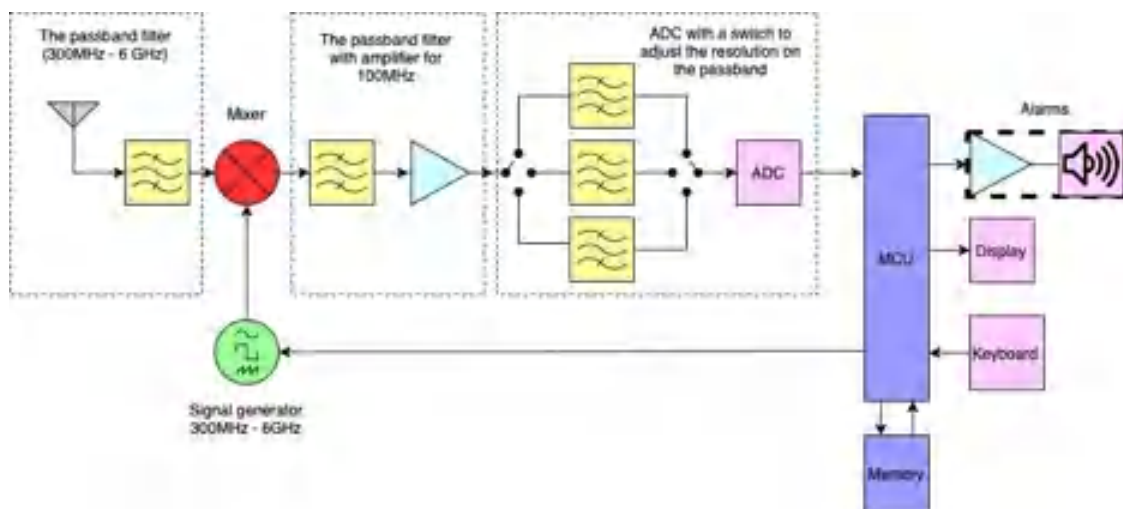 The passband filter
(300MHz - 6 GHz)
The passband filter
with amplifier for
100MHz
ADC with a switch to
adjust the resolution on
the passband
Mixer
Alarms
ADC
MCU
Display
Keyboard
Signal generator
300MHz - 6GHz
Memory